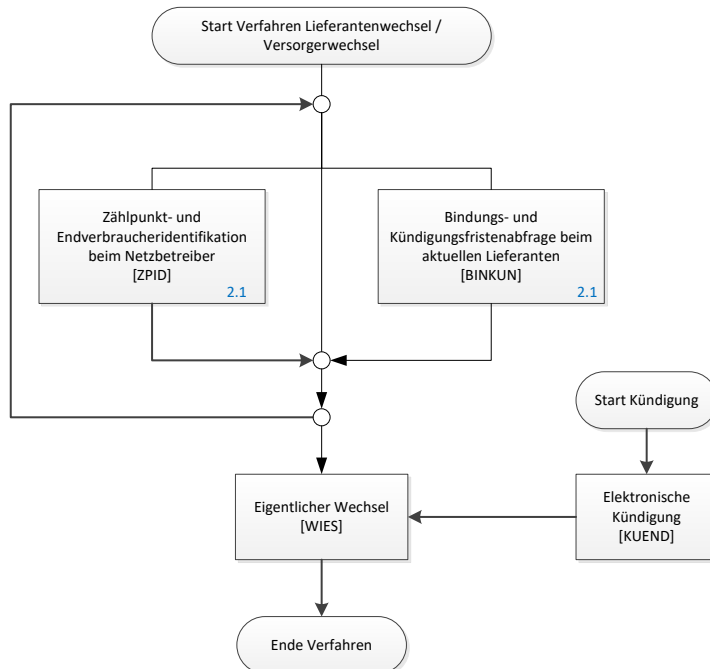 Start Verfahren Lieferantenwechsel /
Versorgerwechsel
Zählpunkt- und
Endverbraucheridentifikation
beim Netzbetreiber
[ZPID]
2.1
Bindungs- und
Kündigungsfristenabfrage beim
aktuellen Lieferanten
[BINKUN]
2.1
Start Kündigung
Eigentlicher Wechsel
[WIES]
Elektronische
Kündigung
[KUEND]
Ende Verfahren